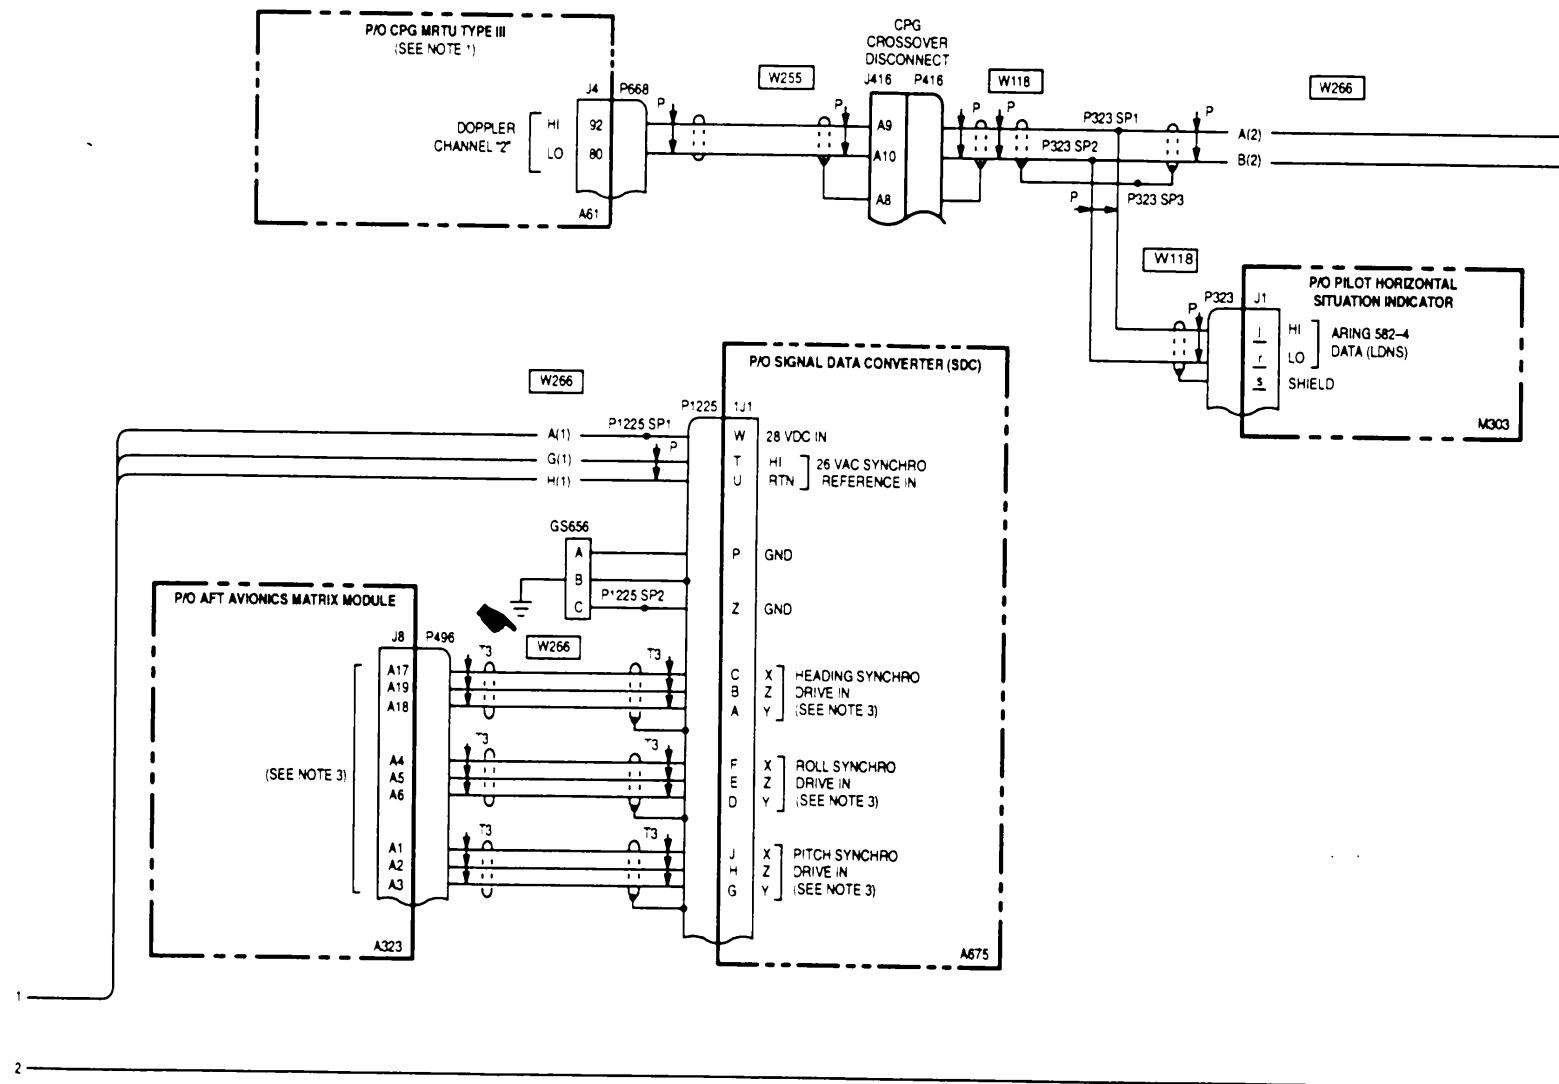 P/O CPG MRTU TYPE III
(SEE NOTE 1)
J4 P668
DOPPLER
CHANNEL "2"
HI 92
LO 80
A61
P
W255
P
CPG
CROSSOVER
DISCONNECT
J416 P416
A9
A10
A8
W118
P P
P323 SP1
P323 SP2
P323 SP3
P
P
W266
A(2)
B(2)
W118
P/O PILOT HORIZONTAL
SITUATION INDICATOR
P323 J1
P
i HI
r LO
s SHIELD
ARING 582–4
DATA (LDNS)
M303
P/O SIGNAL DATA CONVERTER (SDC)
W266
P1225 1J1
A(1) P1225 SP1 W 28 VDC IN
G(1) P T HI 26 VAC SYNCHRO
H(1) U RTN REFERENCE IN
GS656
A P GND
B
C P1225 SP2 Z GND
P/O AFT AVIONICS MATRIX MODULE
W266
J8 P496
(SEE NOTE 3)
A17 T3 T3 C X HEADING SYNCHRO
A19 B Z DRIVE IN
A18 A Y (SEE NOTE 3)
A4 T3 T3 F X ROLL SYNCHRO
A5 E Z DRIVE IN
A6 D Y (SEE NOTE 3)
A1 T3 T3 J X PITCH SYNCHRO
A2 H Z DRIVE IN
A3 G Y (SEE NOTE 3)
A323
A675
1
2